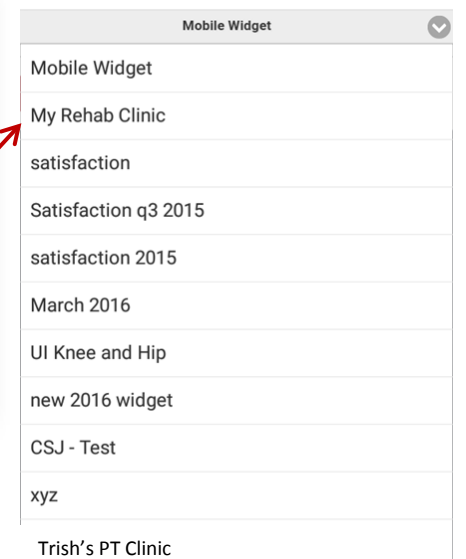 Mobile Widget
Mobile Widget
My Rehab Clinic
satisfaction
Satisfaction q3 2015
satisfaction 2015
March 2016
UI Knee and Hip
new 2016 widget
CSJ - Test
xyz
Trish's PT Clinic